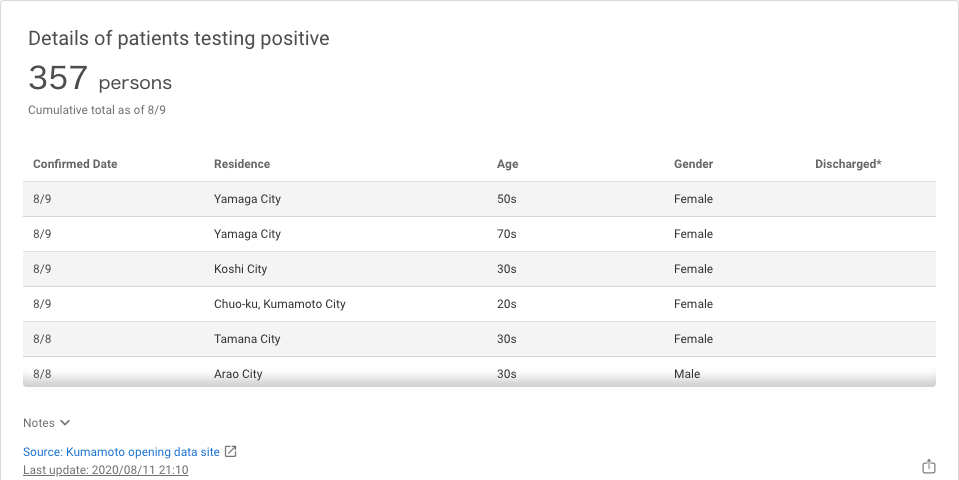 Details of patients testing positive
357 persons
Cumulative total as of 8/9
Confirmed Date Residence Age Gender Discharged*
8/9 Yamaga City 50s Female
8/9 Yamaga City 70s Female
8/9 Koshi City 30s Female
8/9 Chuo-ku, Kumamoto City 20s Female
8/8 Tamana City 30s Female
8/8 Arao City 30s Male
Notes
Source: Kumamoto opening data site
Last update: 2020/08/11 21:10